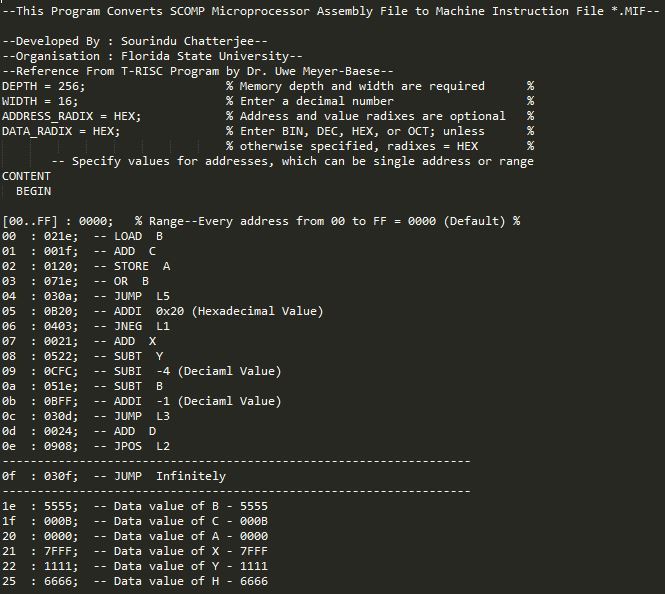 --This Program Converts SCOMP Microprocessor Assembly File to Machine Instruction File *.MIF--
--Developed By : Sourindu Chatterjee--
--Organisation : Florida State University--
--Reference From T-RISC Program by Dr. Uwe Meyer-Baese--
DEPTH = 256; % Memory depth and width are required %
WIDTH = 16; % Enter a decimal number %
ADDRESS_RADIX = HEX; % Address and value radixes are optional %
DATA_RADIX = HEX; % Enter BIN, DEC, HEX, or OCT; unless %
% otherwise specified, radixes = HEX %
-- Specify values for addresses, which can be single address or range
CONTENT
BEGIN
[00..FF] : 0000; % Range--Every address from 00 to FF = 0000 (Default) %
00 : 021e; -- LOAD B
01 : 001f; -- ADD C
02 : 0120; -- STORE A
03 : 071e; -- OR B
04 : 030a; -- JUMP L5
05 : 0B20; -- ADDI 0x20 (Hexadecimal Value)
06 : 0403; -- JNEG L1
07 : 0021; -- ADD X
08 : 0522; -- SUBT Y
09 : 0CFC; -- SUBI -4 (Deciaml Value)
0a : 051e; -- SUBT B
0b : 0BFF; -- ADDI -1 (Deciaml Value)
0c : 030d; -- JUMP L3
0d : 0024; -- ADD D
0e : 0908; -- JPOS L2
-------------------------------------------------------------------
0f : 030f; -- JUMP Infinitely
-------------------------------------------------------------------
1e : 5555; -- Data value of B - 5555
1f : 000B; -- Data value of C - 000B
20 : 0000; -- Data value of A - 0000
21 : 7FFF; -- Data value of X - 7FFF
22 : 1111; -- Data value of Y - 1111
25 : 6666; -- Data value of H - 6666